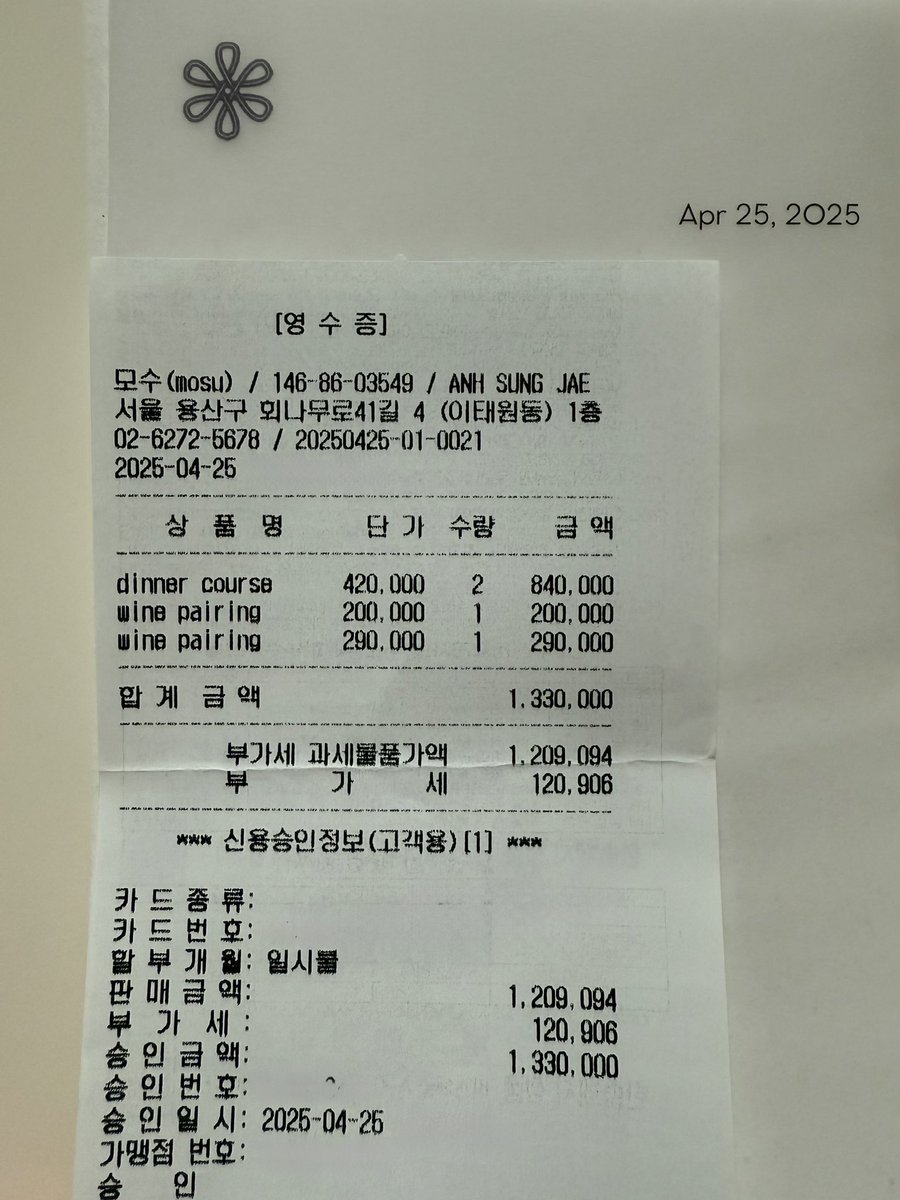 Apr 25, 2025
[영 수 증]
모수(mosu) / 146-86-03549 / ANH SUNG JAE
서울 용산구 회나무로41길 4 (이태원동) 1층
02-6272-5678 / 20250425-01-0021
2025-04-25
상 품 명 단 가 수량 금 액
dinner course 420,000 2 840,000
wine pairing 200,000 1 200,000
wine pairing 290,000 1 290,000
합 계 금 액 1,330,000
부가세 과세물품가액 1,209,094
부 가 세 120,906
*** 신용승인정보(고객용)[1] ***
카 드 종 류:
카 드 번 호:
할 부 개 월: 일시불
판 매 금 액: 1,209,094
부 가 세 : 120,906
승 인 금 액: 1,330,000
승 인 번 호:
승 인 일 시: 2025-04-25
가맹점 번호:
승 인